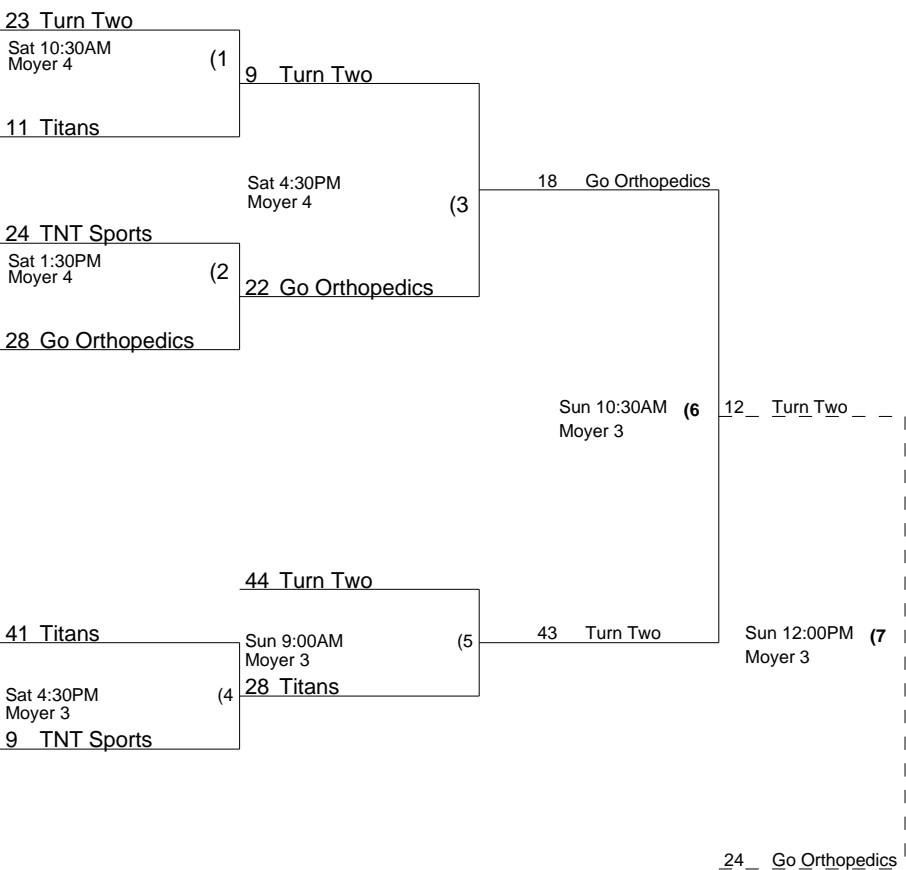 23 Turn Two
Sat 10:30AM
Moyer 4
(1
9 Turn Two
11 Titans
Sat 4:30PM
Moyer 4
(3
18 Go Orthopedics
24 TNT Sports
Sat 1:30PM
Moyer 4
(2
22 Go Orthopedics
28 Go Orthopedics
Sun 10:30AM (6
Moyer 3
12 Turn Two
44 Turn Two
41 Titans
Sun 9:00AM
Moyer 3
(5
43 Turn Two
Sun 12:00PM (7
Moyer 3
28 Titans
Sat 4:30PM
Moyer 3
(4
9 TNT Sports
24 Go Orthopedics